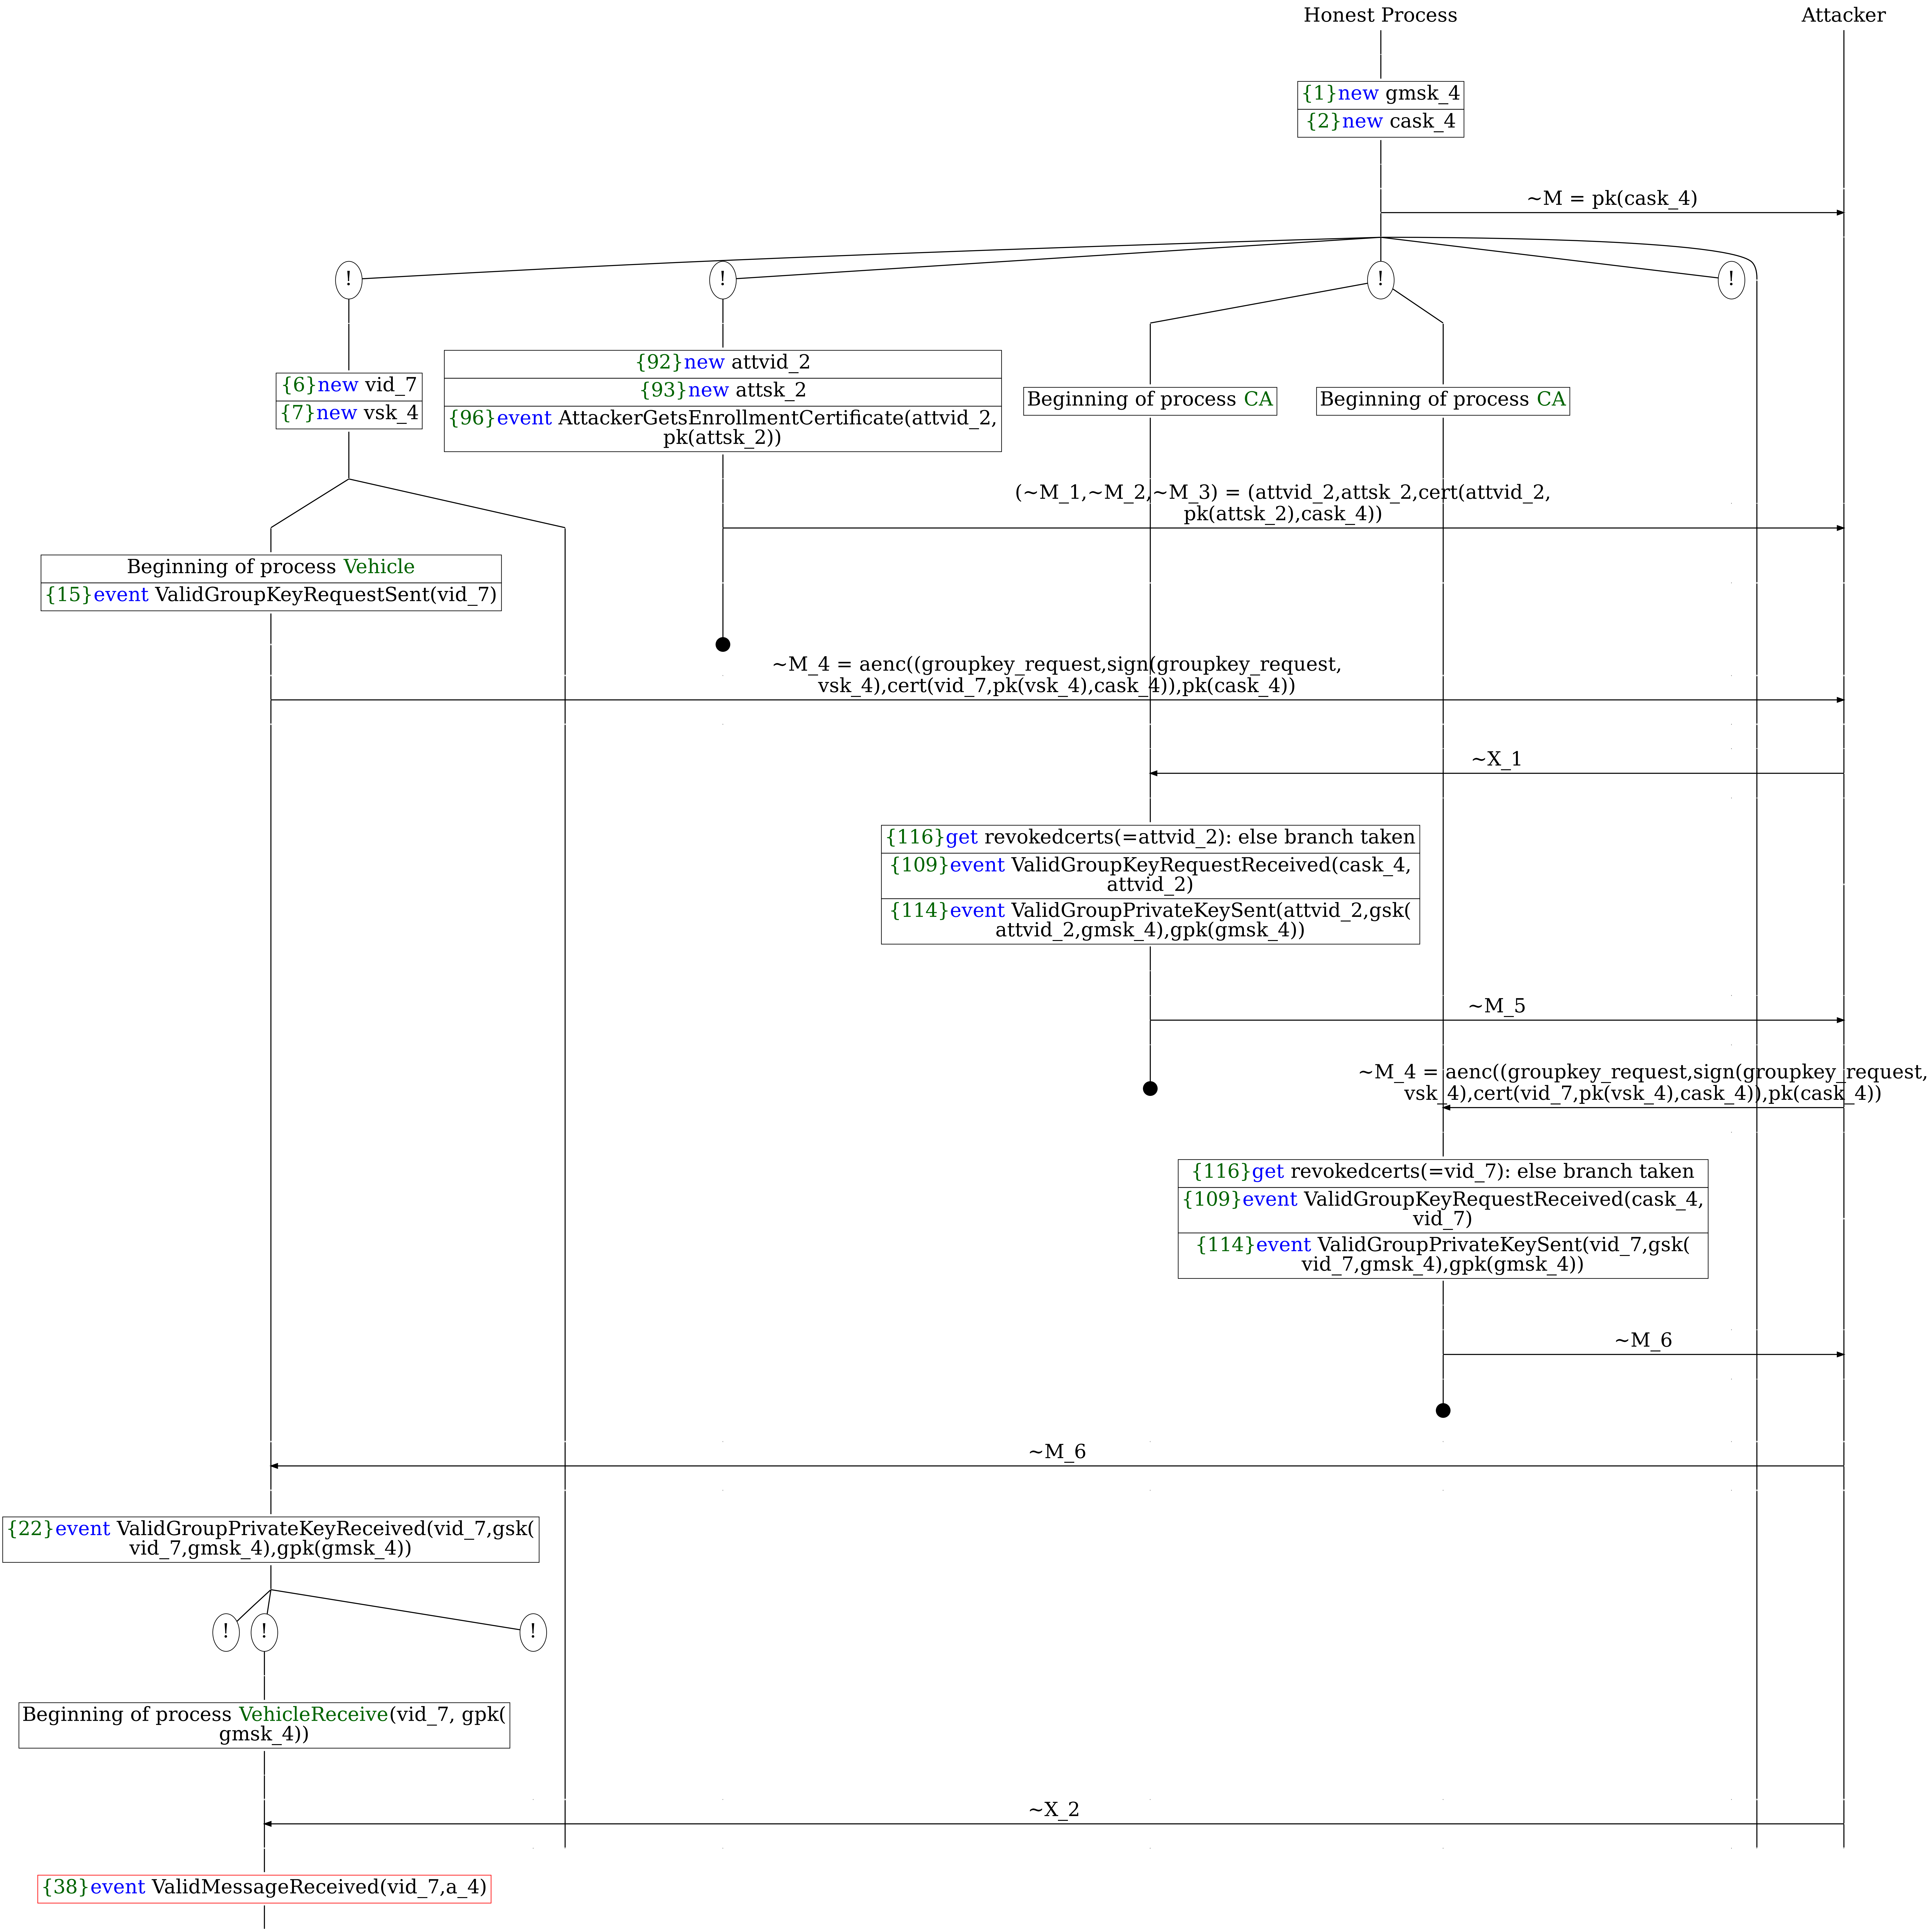 Honest Process
Attacker
{1}new gmsk_4
{2}new cask_4
~M = pk(cask_4)
!
!
!
!
{6}new vid_7
{7}new vsk_4
{92}new attvid_2
{93}new attsk_2
{96}event AttackerGetsEnrollmentCertificate(attvid_2,
pk(attsk_2))
Beginning of process CA
Beginning of process CA
(~M_1,~M_2,~M_3) = (attvid_2,attsk_2,cert(attvid_2,
pk(attsk_2),cask_4))
Beginning of process Vehicle
{15}event ValidGroupKeyRequestSent(vid_7)
~M_4 = aenc((groupkey_request,sign(groupkey_request,
vsk_4),cert(vid_7,pk(vsk_4),cask_4)),pk(cask_4))
~X_1
{116}get revokedcerts(=attvid_2): else branch taken
{109}event ValidGroupKeyRequestReceived(cask_4,
attvid_2)
{114}event ValidGroupPrivateKeySent(attvid_2,gsk(
attvid_2,gmsk_4),gpk(gmsk_4))
~M_5
~M_4 = aenc((groupkey_request,sign(groupkey_request,
vsk_4),cert(vid_7,pk(vsk_4),cask_4)),pk(cask_4))
{116}get revokedcerts(=vid_7): else branch taken
{109}event ValidGroupKeyRequestReceived(cask_4,
vid_7)
{114}event ValidGroupPrivateKeySent(vid_7,gsk(
vid_7,gmsk_4),gpk(gmsk_4))
~M_6
~M_6
{22}event ValidGroupPrivateKeyReceived(vid_7,gsk(
vid_7,gmsk_4),gpk(gmsk_4))
!
!
!
Beginning of process VehicleReceive(vid_7, gpk(
gmsk_4))
~X_2
{38}event ValidMessageReceived(vid_7,a_4)